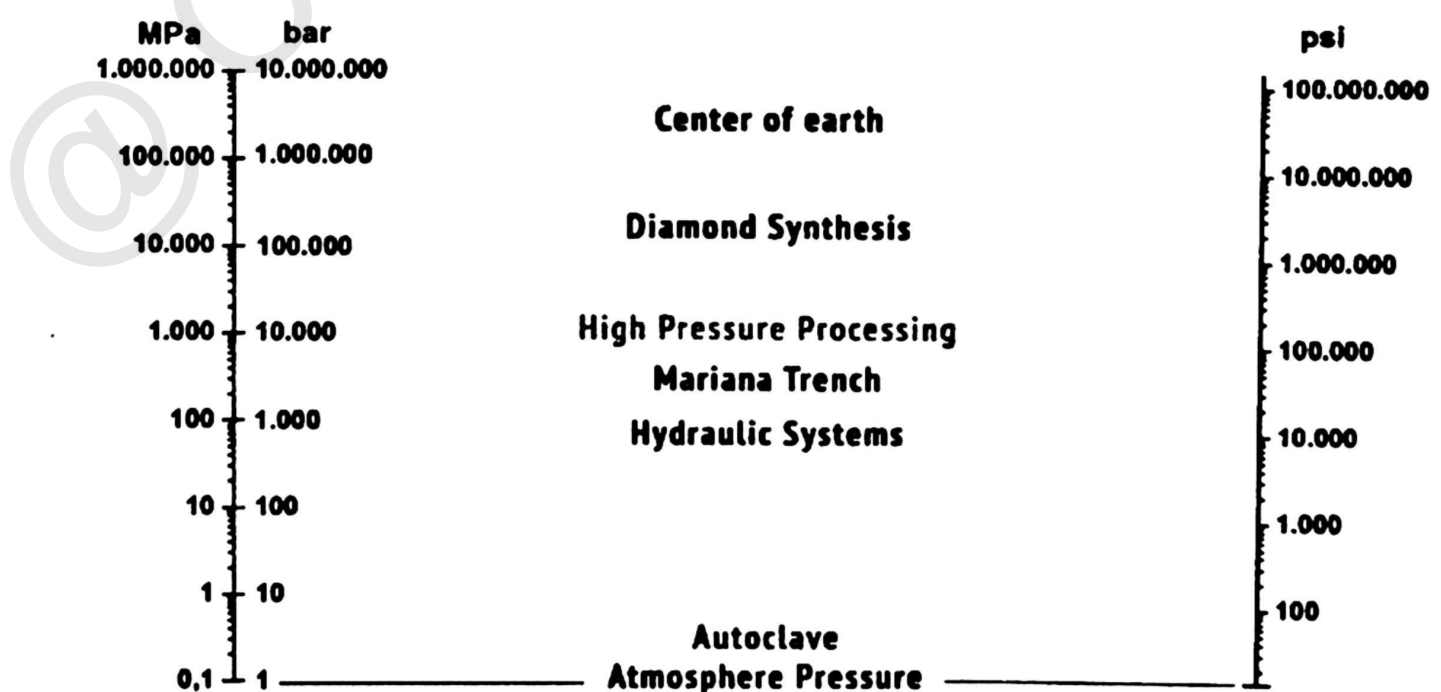 MPa bar psi
1.000.000 10.000.000
100.000.000
Center of earth
100.000 1.000.000
10.000.000
Diamond Synthesis
10.000 100.000
1.000.000
1.000 10.000 High Pressure Processing
100.000
Mariana Trench
100 1.000
Hydraulic Systems 10.000
10 100
1.000
1 10
100
Autoclave
0,1 1 Atmosphere Pressure
@